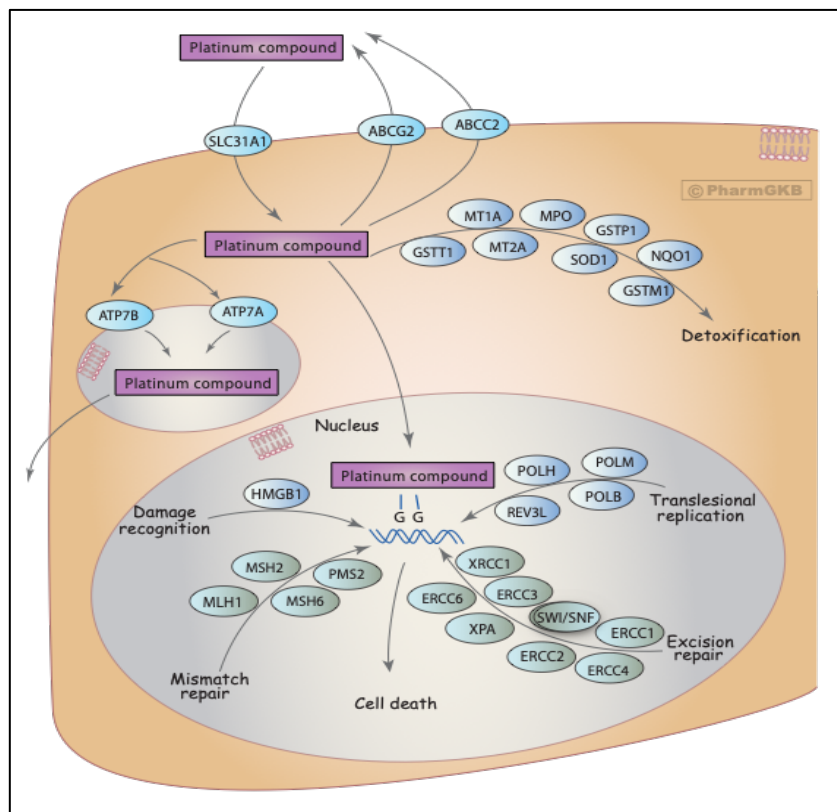 Platinum compound
SLC31A1
ABCG2
ABCC2
© PharmGKB
Platinum compound
GSTT1
MT1A
MT2A
MPO
SOD1
GSTP1
NQO1
GSTM1
Detoxification
ATP7B
ATP7A
Platinum compound
Nucleus
Platinum compound
G G
HMGB1
Damage
recognition
POLH
POLM
REV3L
POLB
Translesional
replication
MSH2
PMS2
MLH1
MSH6
Mismatch
repair
XRCC1
ERCC6
ERCC3
XPA
SWI/SNF
ERCC1
ERCC2
ERCC4
Excision
repair
Cell death